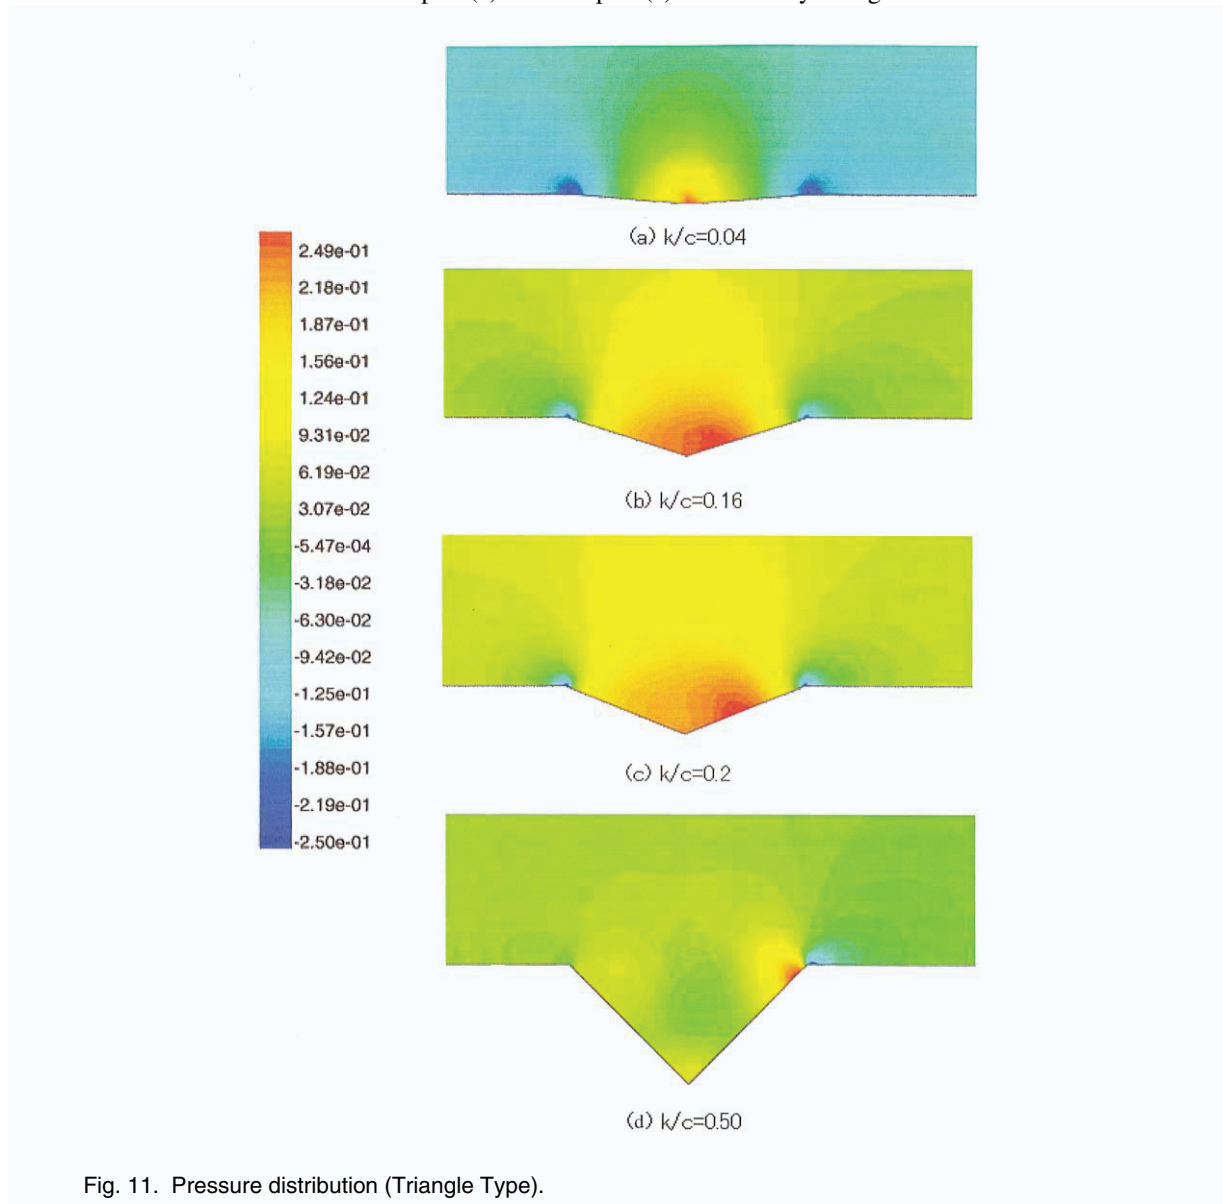 (a) k/c=0.04
2.49e-01
2.18e-01
1.87e-01
1.56e-01
1.24e-01
9.31e-02
6.19e-02
3.07e-02
-5.47e-04
-3.18e-02
-6.30e-02
-9.42e-02
-1.25e-01
-1.57e-01
-1.88e-01
-2.19e-01
-2.50e-01
(b) k/c=0.16
(c) k/c=0.2
(d) k/c=0.50
Fig. 11. Pressure distribution (Triangle Type).